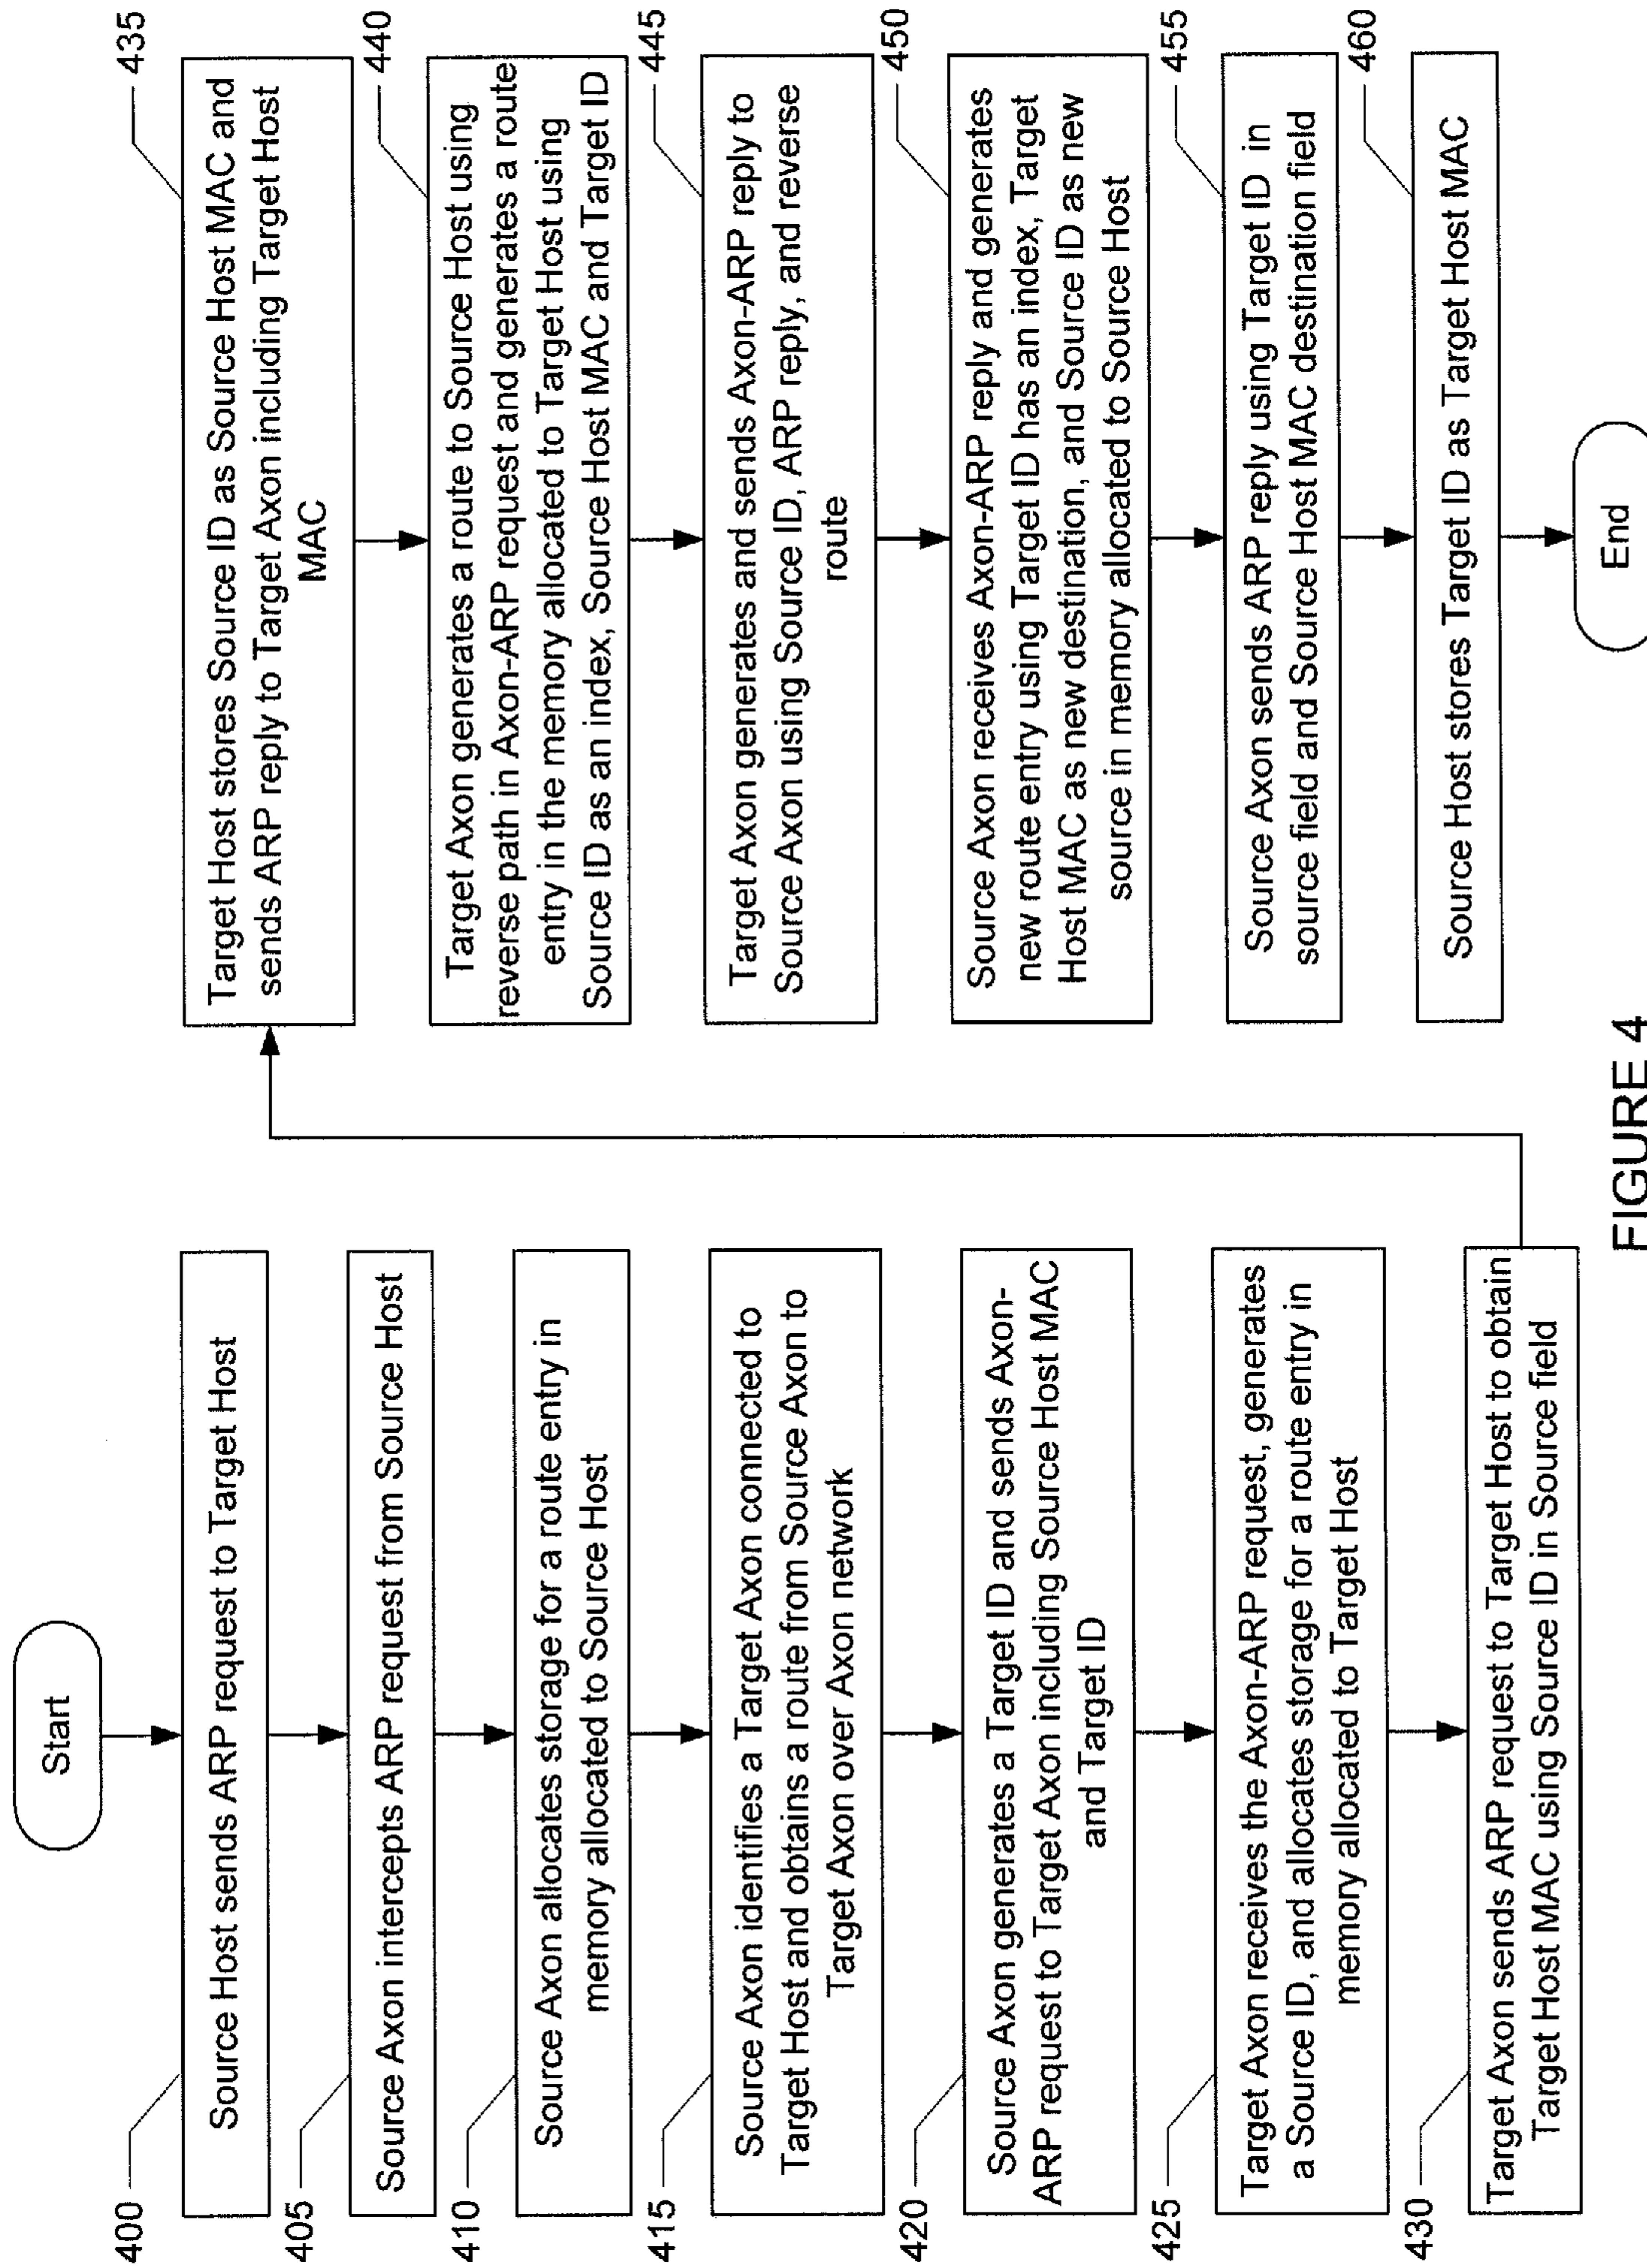 Start
400
Source Host sends ARP request to Target Host
405
Source Axon intercepts ARP request from Source Host
410
Source Axon allocates storage for a route entry in
memory allocated to Source Host
415
Source Axon identifies a Target Axon connected to
Target Host and obtains a route from Source Axon to
Target Axon over Axon network
420
Source Axon generates a Target ID and sends Axon-
ARP request to Target Axon including Source Host MAC
and Target ID
425
Target Axon receives the Axon-ARP request, generates
a Source ID, and allocates storage for a route entry in
memory allocated to Target Host
430
Target Axon sends ARP request to Target Host to obtain
Target Host MAC using Source ID in Source field
435
Target Host stores Source ID as Source Host MAC and
sends ARP reply to Target Axon including Target Host
MAC
440
Target Axon generates a route to Source Host using
reverse path in Axon-ARP request and generates a route
entry in the memory allocated to Target Host using
Source ID as an index, Source Host MAC and Target ID
445
Target Axon generates and sends Axon-ARP reply to
Source Axon using Source ID, ARP reply, and reverse
route
450
Source Axon receives Axon-ARP reply and generates
new route entry using Target ID has an index, Target
Host MAC as new destination, and Source ID as new
source in memory allocated to Source Host
455
Source Axon sends ARP reply using Target ID in
source field and Source Host MAC destination field
460
Source Host stores Target ID as Target Host MAC
End
FIGURE 4